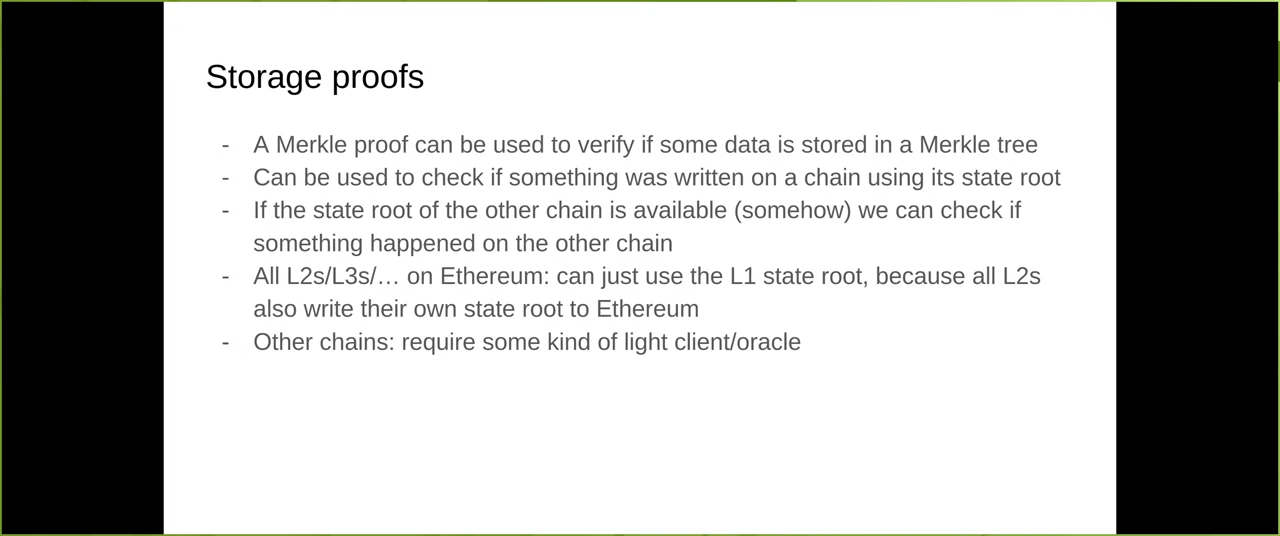 Storage proofs
- A Merkle proof can be used to verify if some data is stored in a Merkle tree
- Can be used to check if something was written on a chain using its state root
- If the state root of the other chain is available (somehow) we can check if
something happened on the other chain
- All L2s/L3s/… on Ethereum: can just use the L1 state root, because all L2s
also write their own state root to Ethereum
- Other chains: require some kind of light client/oracle